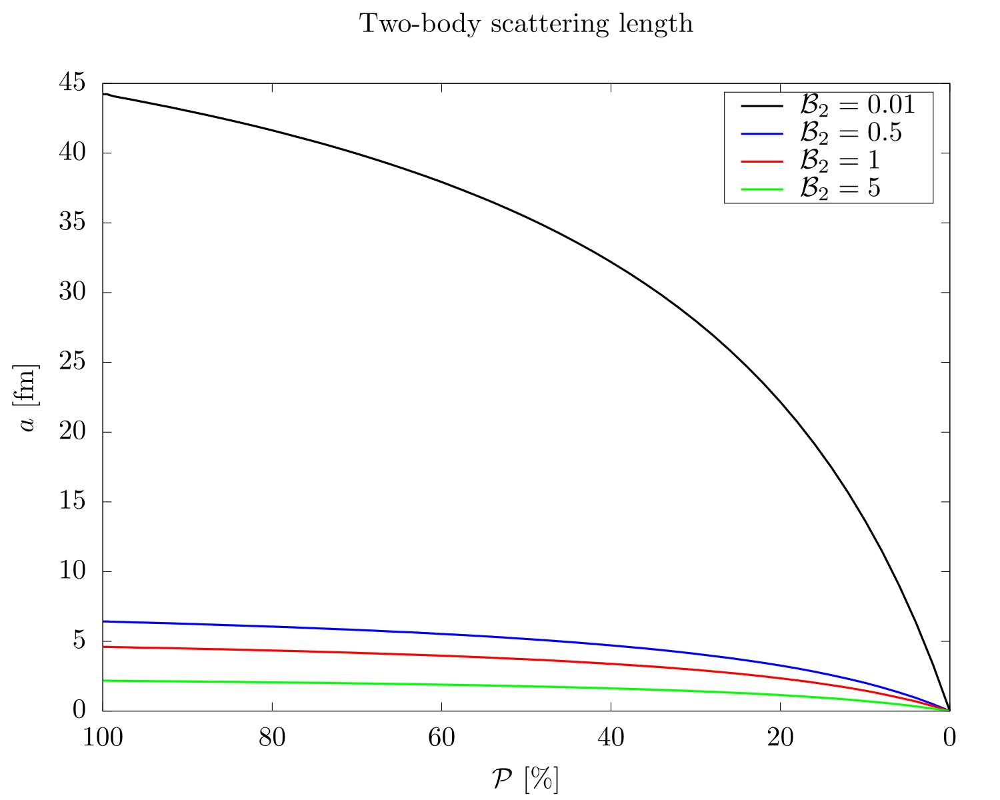 Two-body scattering length
45
40
35
30
25
20
15
10
5
0
a [fm]
ℬ₂ = 0.01
ℬ₂ = 0.5
ℬ₂ = 1
ℬ₂ = 5
100 80 60 40 20 0
𝒫 [%]